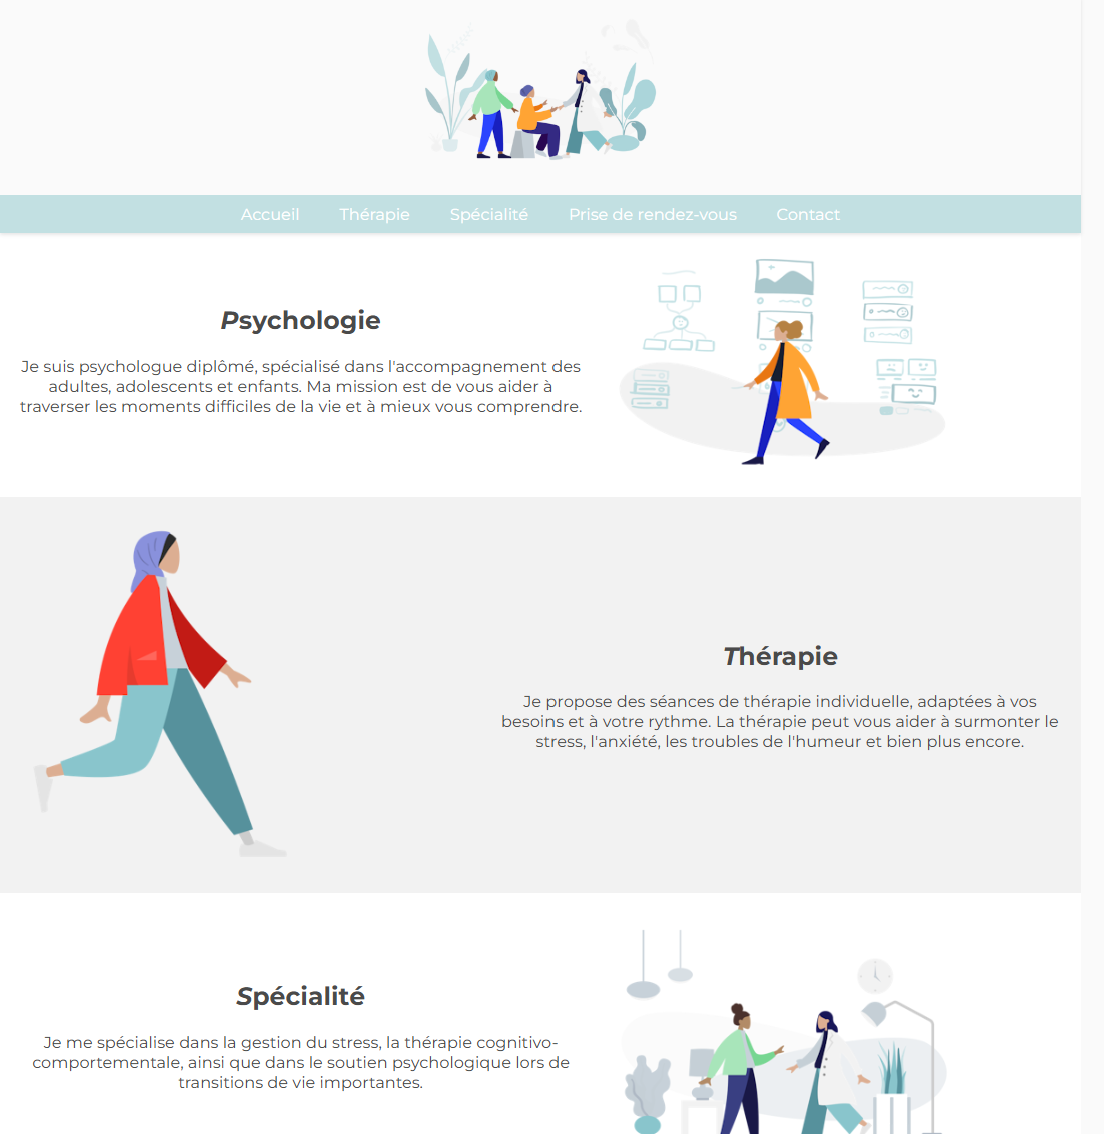 Accueil Thérapie Spécialité Prise de rendez-vous Contact
Psychologie
Je suis psychologue diplômé, spécialisé dans l'accompagnement des
adultes, adolescents et enfants. Ma mission est de vous aider à
traverser les moments difficiles de la vie et à mieux vous comprendre.
Thérapie
Je propose des séances de thérapie individuelle, adaptées à vos
besoins et à votre rythme. La thérapie peut vous aider à surmonter le
stress, l'anxiété, les troubles de l'humeur et bien plus encore.
Spécialité
Je me spécialise dans la gestion du stress, la thérapie cognitivo-
comportementale, ainsi que dans le soutien psychologique lors de
transitions de vie importantes.